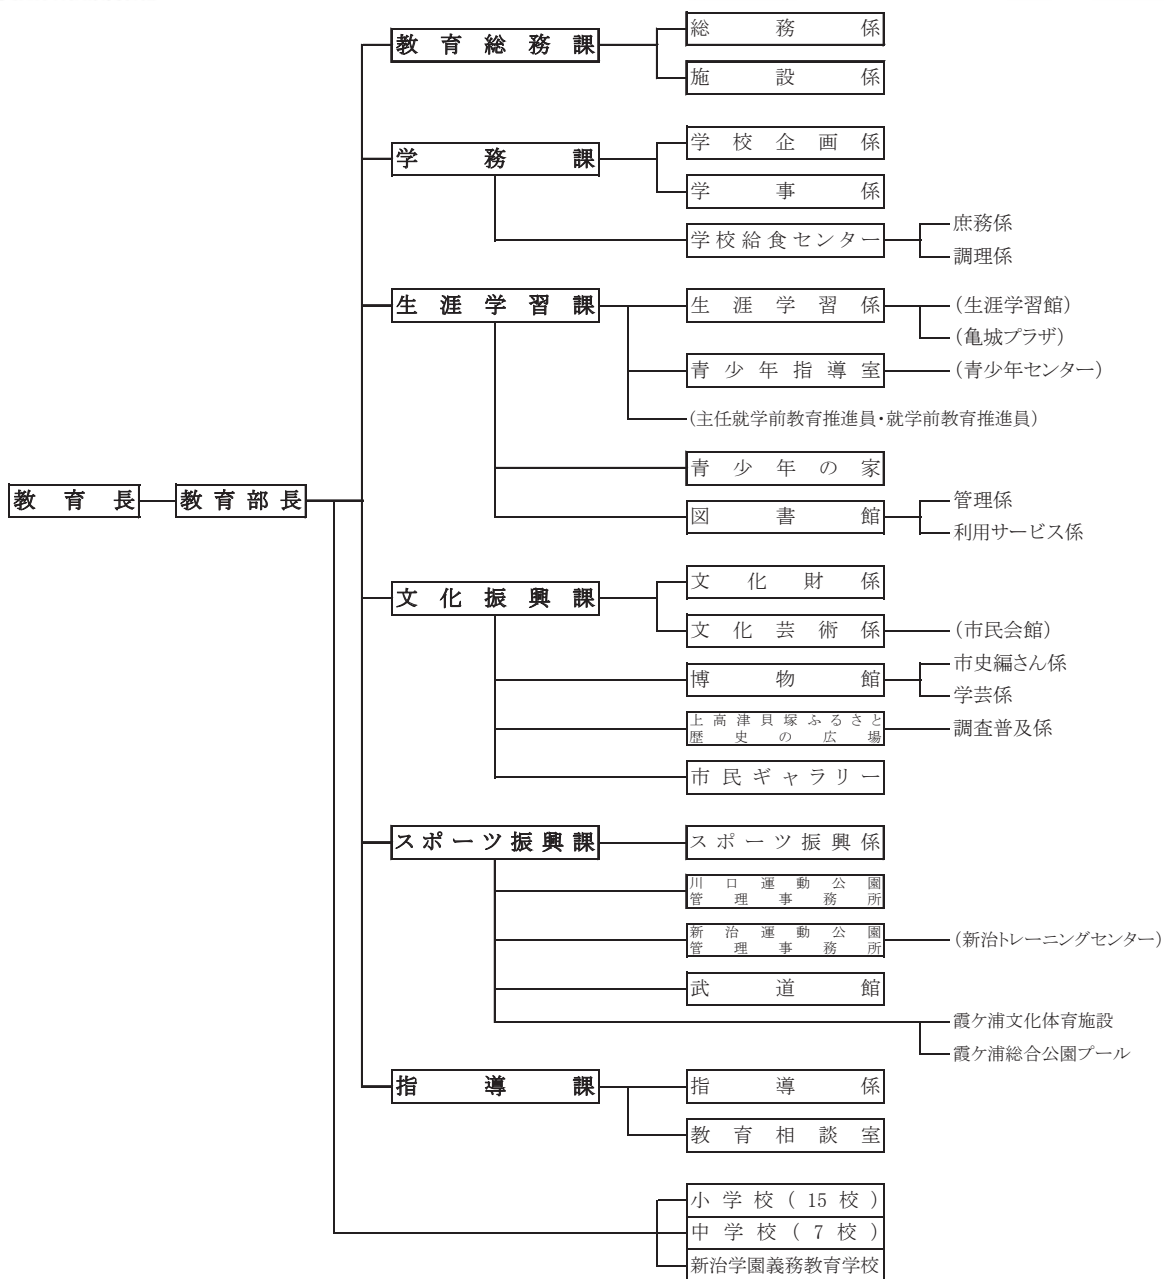 教育総務課
総務係
施設係
学務課
学校企画係
学事係
学校給食センター
庶務係
調理係
生涯学習課
生涯学習係
(生涯学習館)
(亀城プラザ)
青少年指導室
(青少年センター)
(主任就学前教育推進員・就学前教育推進員)
青少年の家
教育長
教育部長
図書館
管理係
利用サービス係
文化振興課
文化財係
文化芸術係
(市民会館)
博物館
市史編さん係
学芸係
上高津貝塚ふるさと
歴史の広場
調査普及係
市民ギャラリー
スポーツ振興課
スポーツ振興係
川口運動公園
管理事務所
新治運動公園
管理事務所
(新治トレーニングセンター)
武道館
霞ケ浦文化体育施設
霞ケ浦総合公園プール
指導課
指導係
教育相談室
小学校(15校)
中学校(7校)
新治学園義務教育学校